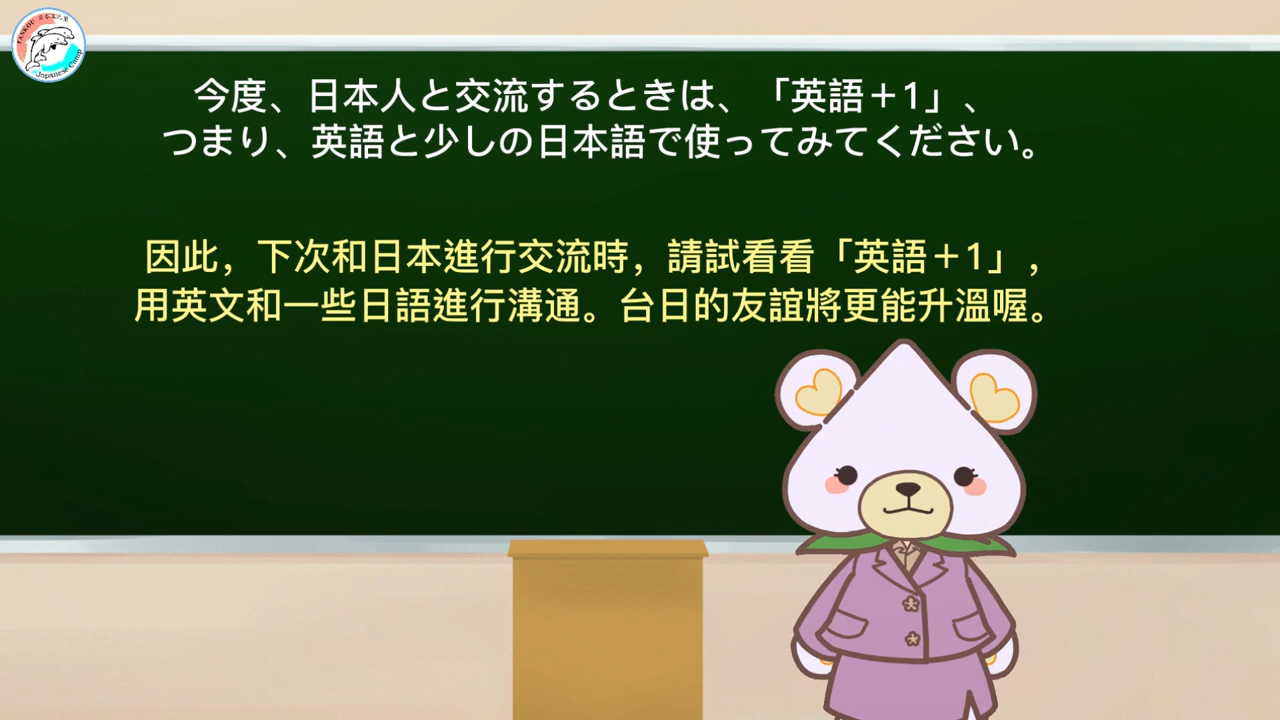 今度、日本人と交流するときは、「英語＋1」、
つまり、英語と少しの日本語で使ってみてください。
因此，下次和日本進行交流時，請試看看「英語＋1」，
用英文和一些日語進行溝通。台日的友誼將更能升溫喔。
Japanese Camp